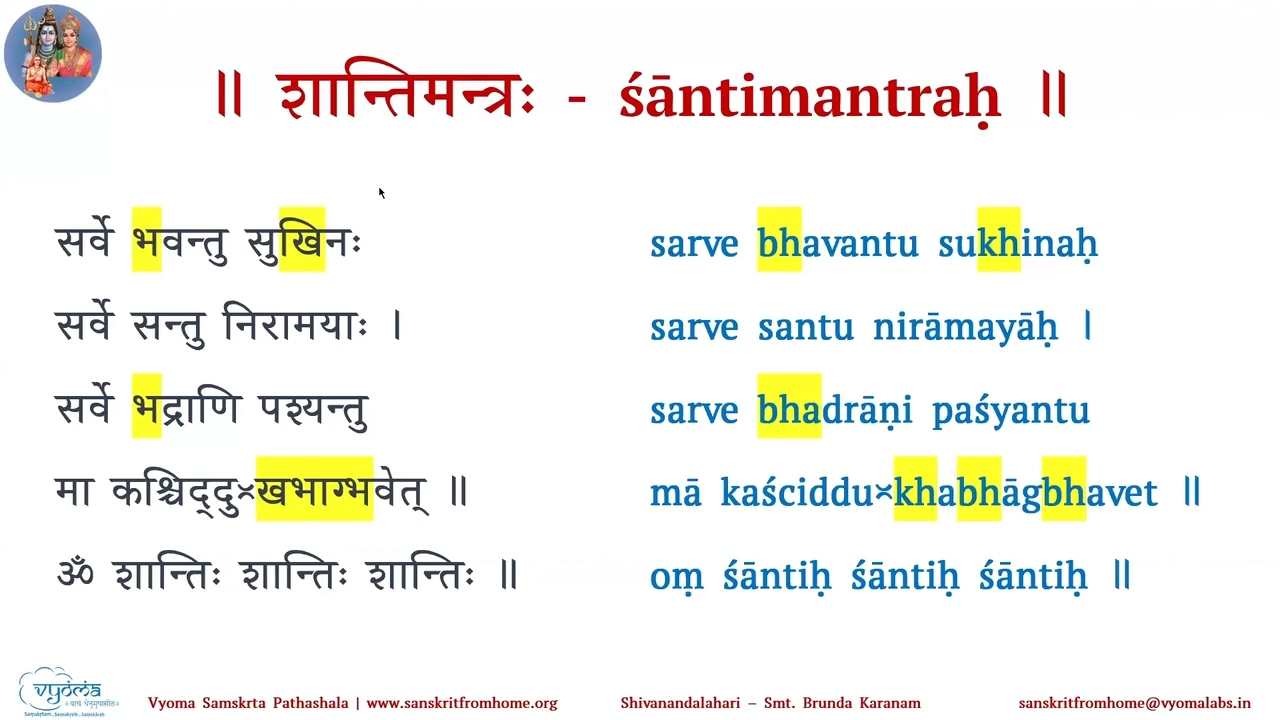 ॥ शान्तिमन्त्रः - śāntimantraḥ ॥
सर्वे भवन्तु सुखिनः
सर्वे सन्तु निरामयाः ।
सर्वे भद्राणि पश्यन्तु
मा कश्चिद्दुᳵखभाग्भवेत् ॥
ॐ शान्तिः शान्तिः शान्तिः ॥
sarve bhavantu sukhinaḥ
sarve santu nirāmayāḥ ।
sarve bhadrāṇi paśyantu
mā kaściddu×khabhāgbhavet ॥
oṃ śāntiḥ śāntiḥ śāntiḥ ॥
vyoma
Vyoma Samskrta Pathashala | www.sanskritfromhome.org
Shivanandalahari – Smt. Brunda Karanam
sanskritfromhome@vyomalabs.in